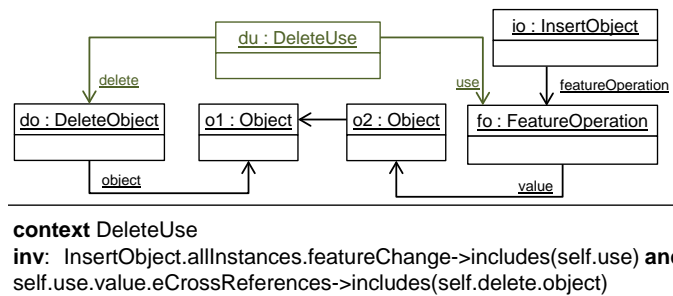 du : DeleteUse
io : InsertObject
delete
use
featureOperation
do : DeleteObject
o1 : Object
o2 : Object
fo : FeatureOperation
object
value
context DeleteUse
inv: InsertObject.allInstances.featureChange->includes(self.use)
self.use.value.eCrossReferences->includes(self.delete.object)